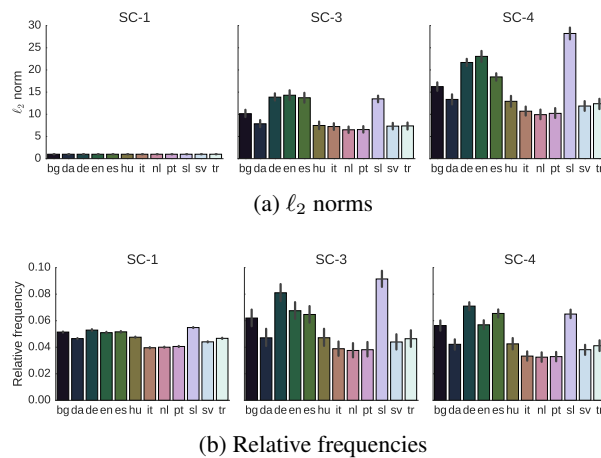 SC-1 SC-3 SC-4
30
25
20
15
10
5
0
ℓ₂ norm
bg da de en es hu it nl pt sl sv tr bg da de en es hu it nl pt sl sv tr bg da de en es hu it nl pt sl sv tr
(a) ℓ₂ norms
SC-1 SC-3 SC-4
0.10
0.08
0.06
0.04
0.02
0.00
Relative frequency
bg da de en es hu it nl pt sl sv tr bg da de en es hu it nl pt sl sv tr bg da de en es hu it nl pt sl sv tr
(b) Relative frequencies